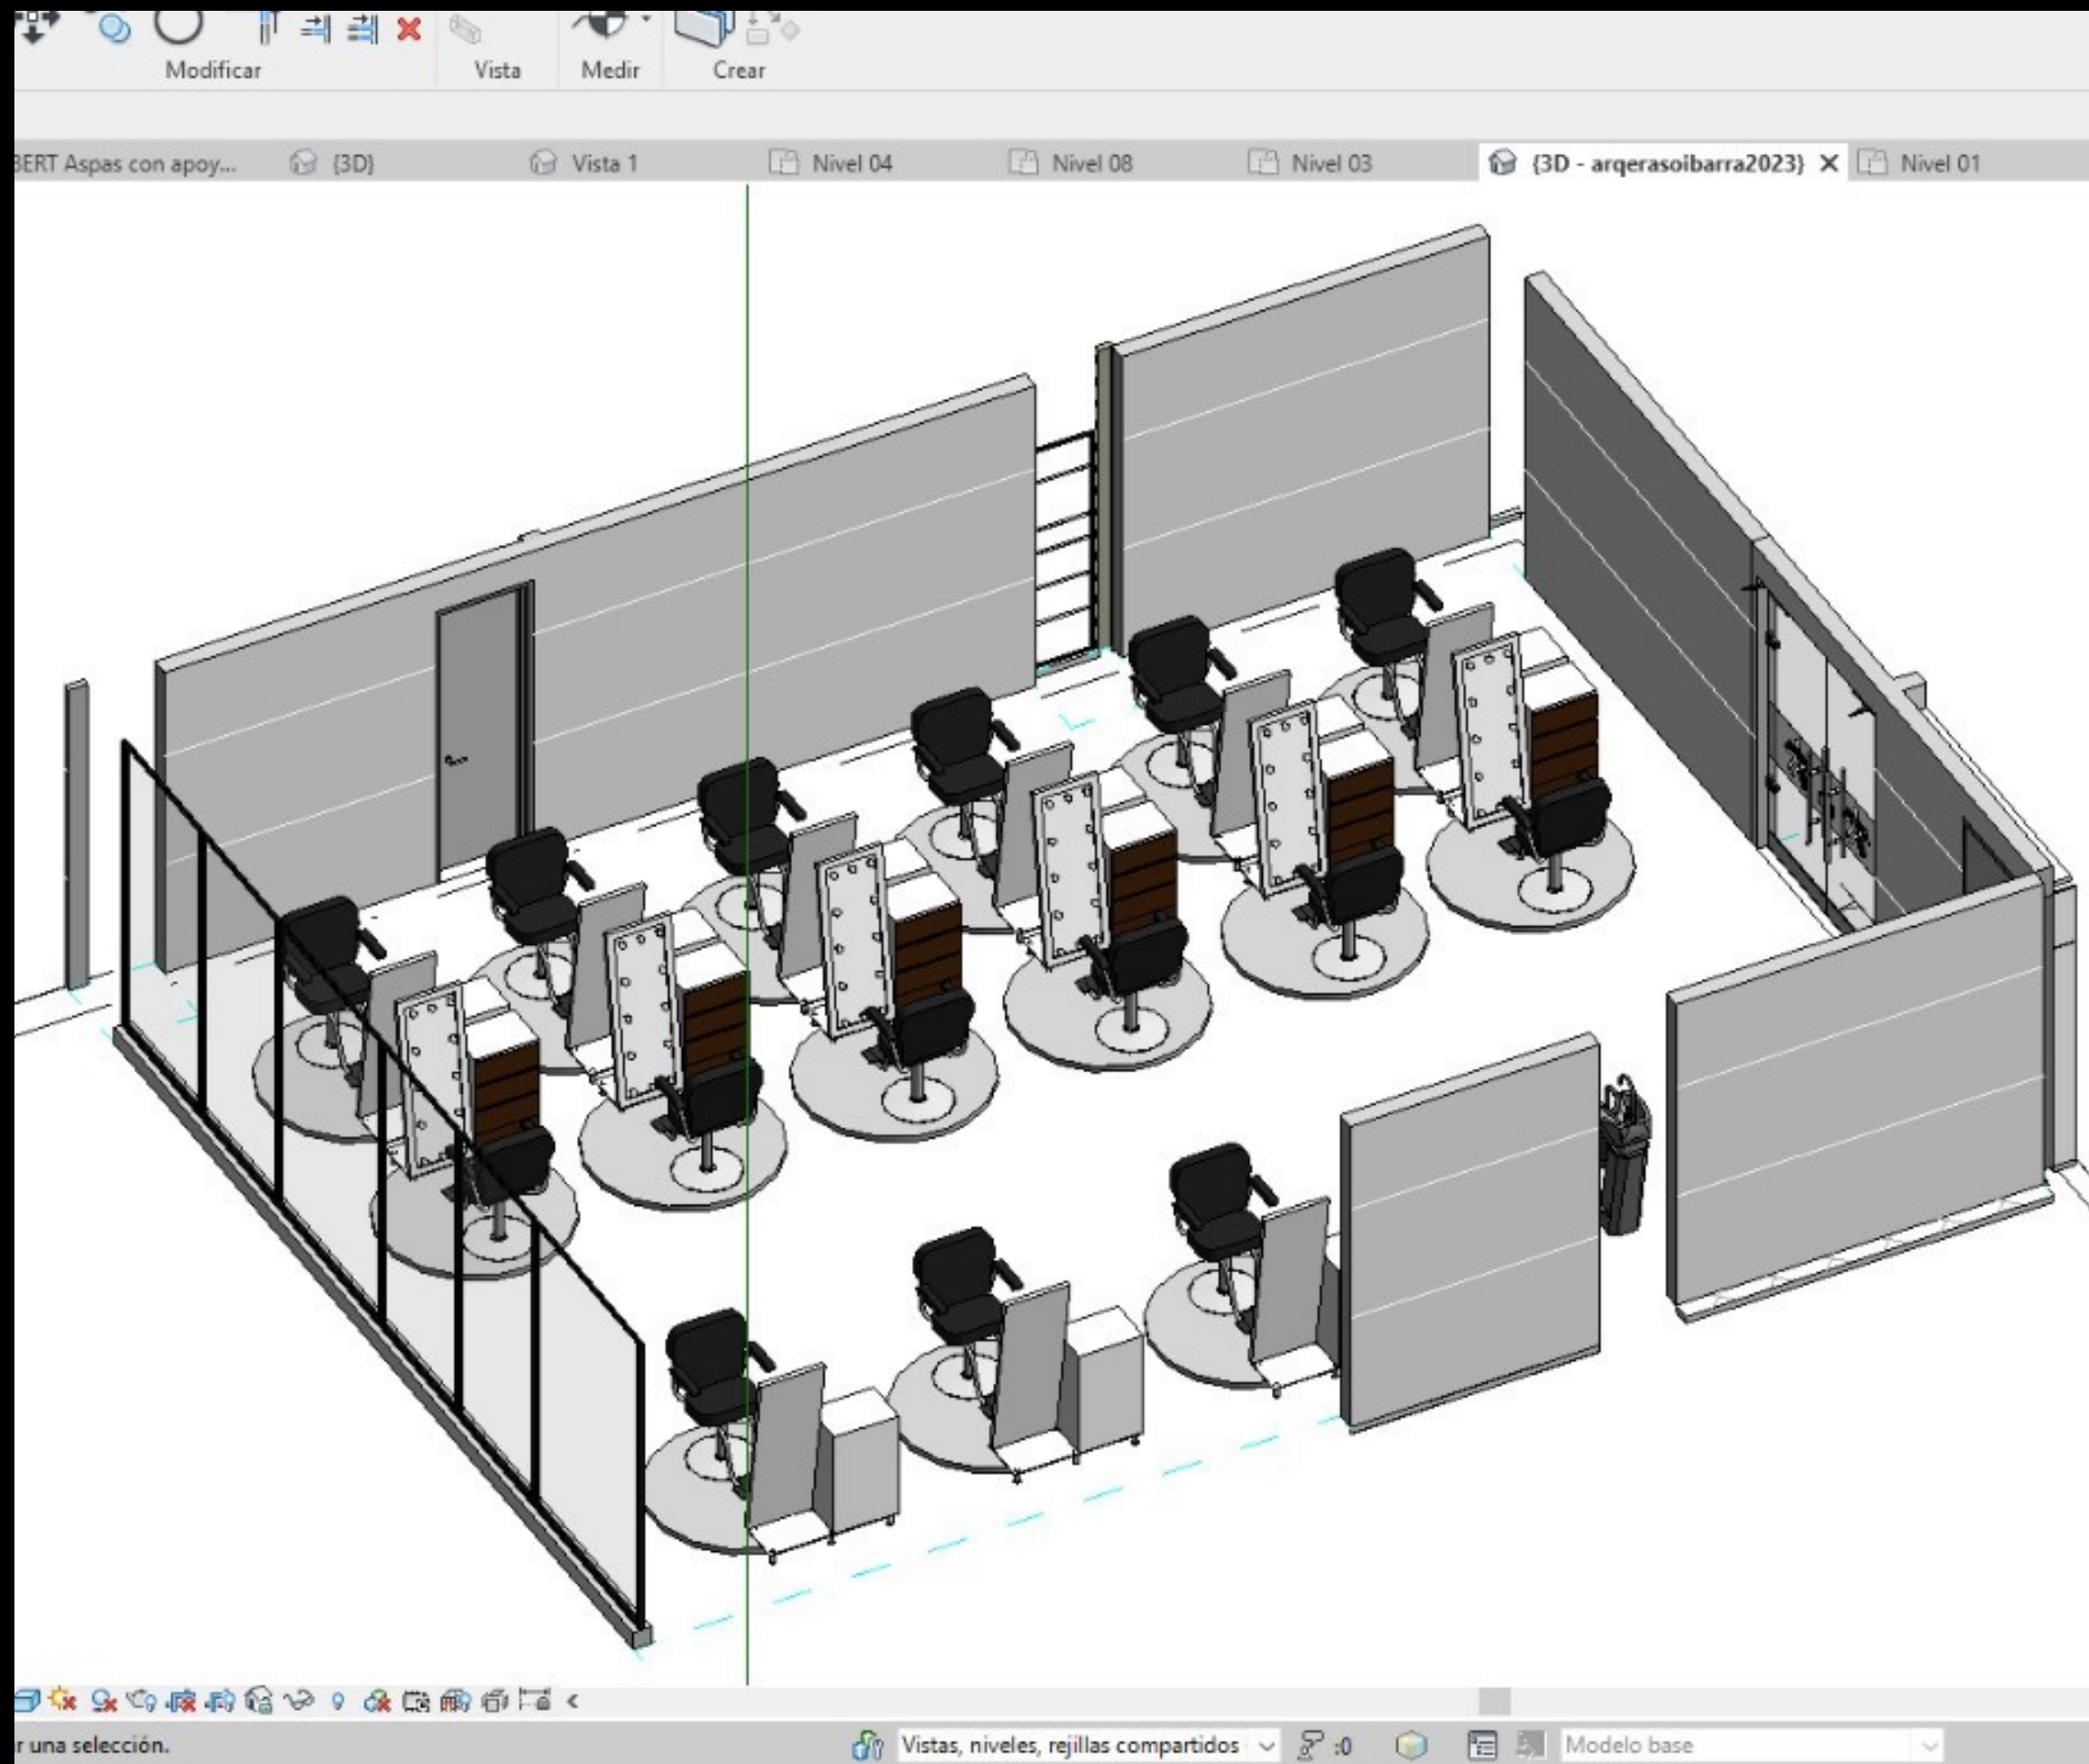 Modificar
Vista
Medir
Crear
BERT Aspas con apoy...
{3D}
Vista 1
Nivel 04
Nivel 08
Nivel 03
{3D - arqerasoibarra2023}
Nivel 01
r una selección.
Vistas, niveles, rejillas compartidos
:0
Modelo base